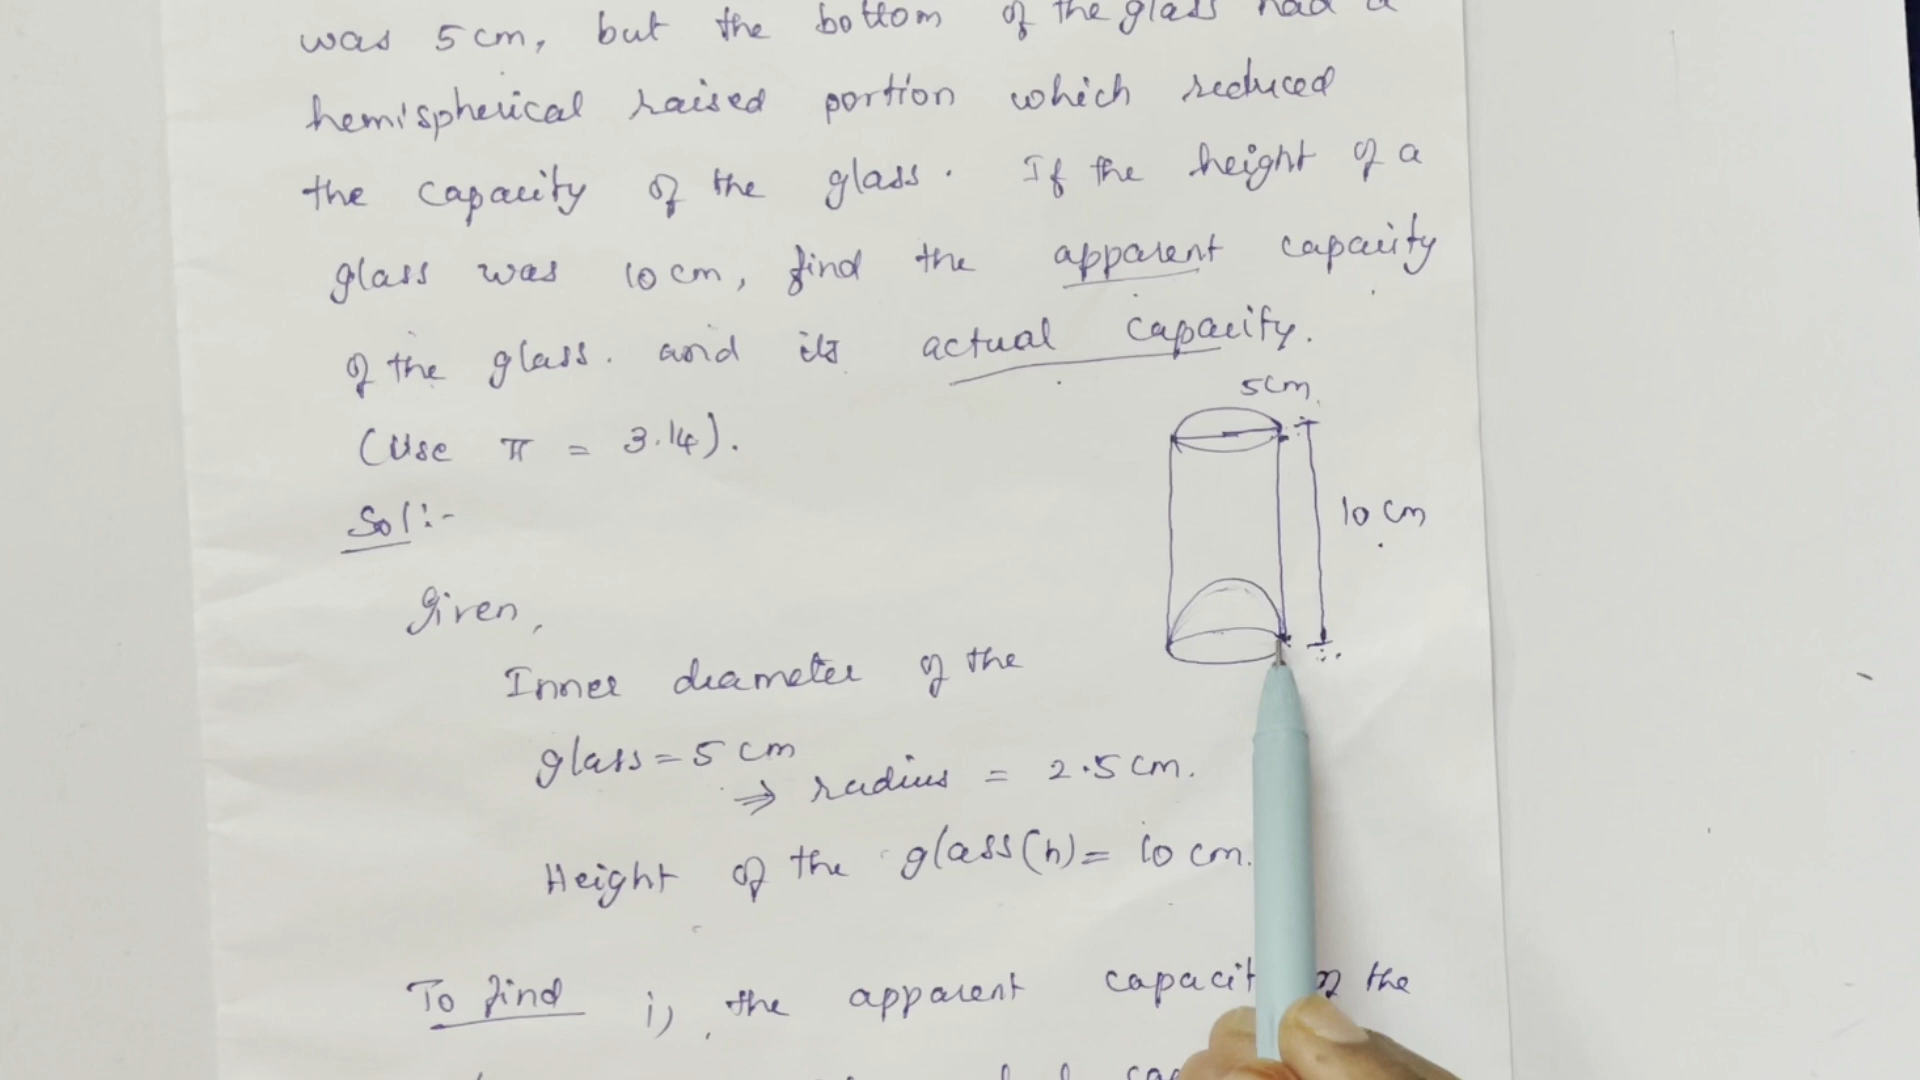 was 5cm, but the bottom of the glass had a
hemispherical raised portion which reduced
the capacity of the glass. If the height of a
glass was 10 cm, find the apparent capacity
of the glass. and its actual capacity.
(Use π = 3.14).
5cm
10 cm
Sol:-
Given,
Inner diameter of the
glass = 5 cm
⇒ radius = 2.5 cm.
Height of the glass (h) = 10 cm.
To find i) the apparent capacit of the